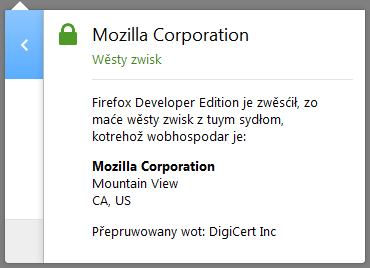 Mozilla Corporation
Wěsty zwisk
Firefox Developer Edition je zwěsćił, zo
maće wěsty zwisk z tuym sydłom,
kotrehož wobhospodar je:
Mozilla Corporation
Mountain View
CA, US
Přepruwowany wot: DigiCert Inc